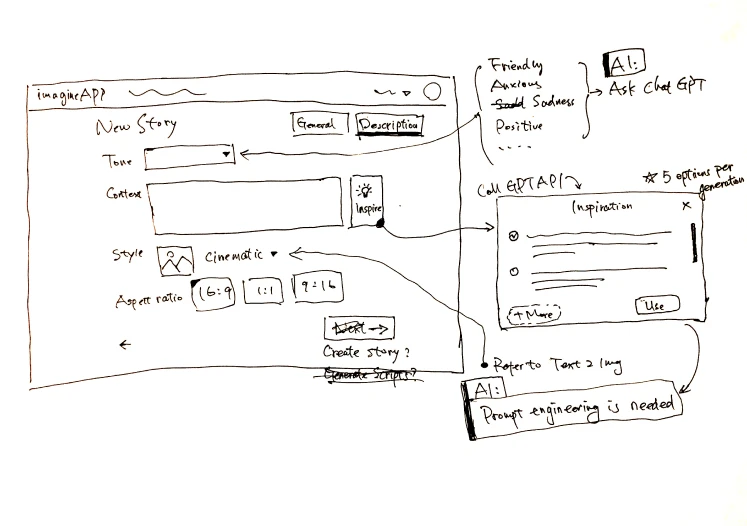 imagineAPP
New Story
General
Description
Tone
Content
Inspire
Style
Cinematic
Aspect ratio
16:9
1:1
9:16
Next →
Create story?
Generate Scripts?
Friendly
Anxious
Sadness
Positive
....
AI:
Ask Chat GPT
Call GPT API
☆ 5 options per
generation
Inspiration
X
+ More
Use
Refer to Text 2 Img
AI:
Prompt engineering is needed